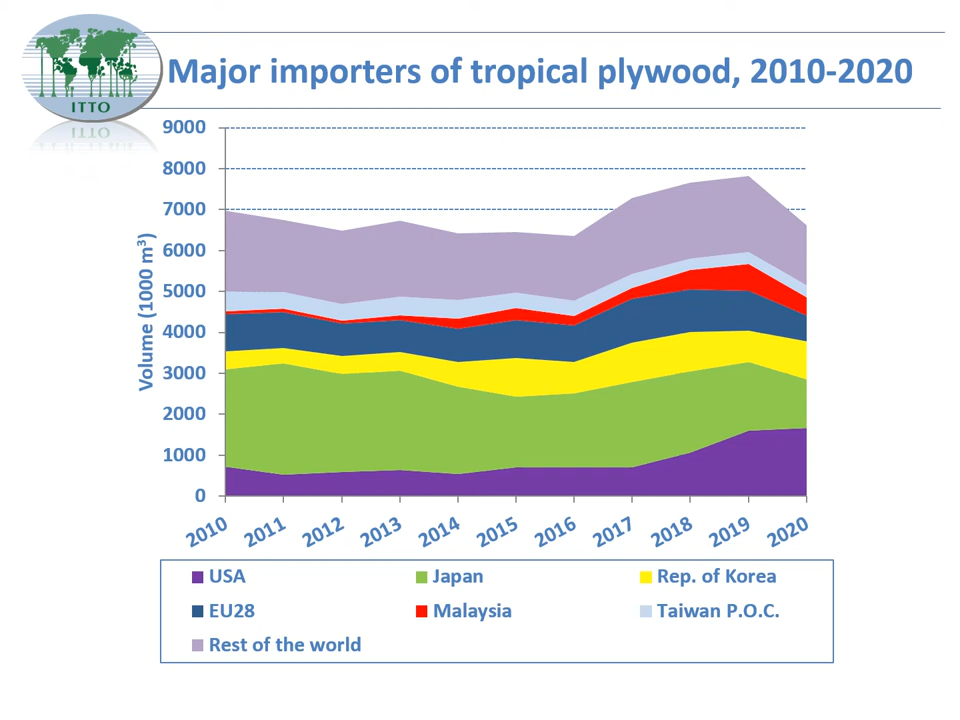 Major importers of tropical plywood, 2010-2020
ITTO
ITTO
Volume (1000 m³)
9000
8000
7000
6000
5000
4000
3000
2000
1000
0
2010 2011 2012 2013 2014 2015 2016 2017 2018 2019 2020
USA Japan Rep. of Korea
EU28 Malaysia Taiwan P.O.C.
Rest of the world